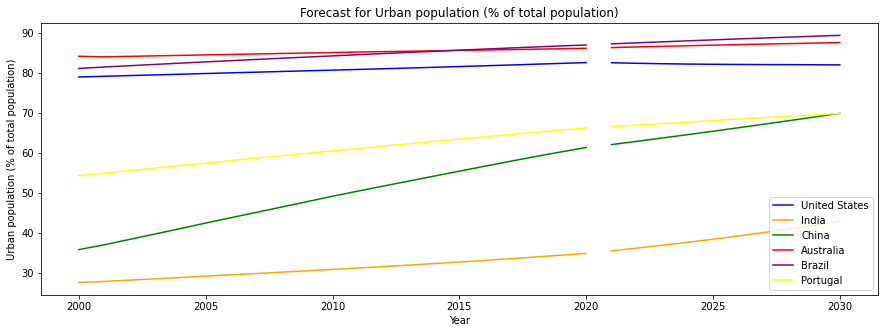 Forecast for Urban population (% of total population)
Urban population (% of total population)
90
80
70
60
50
40
30
2000
2005
2010
2015
2020
2025
2030
Year
United States
India
China
Australia
Brazil
Portugal